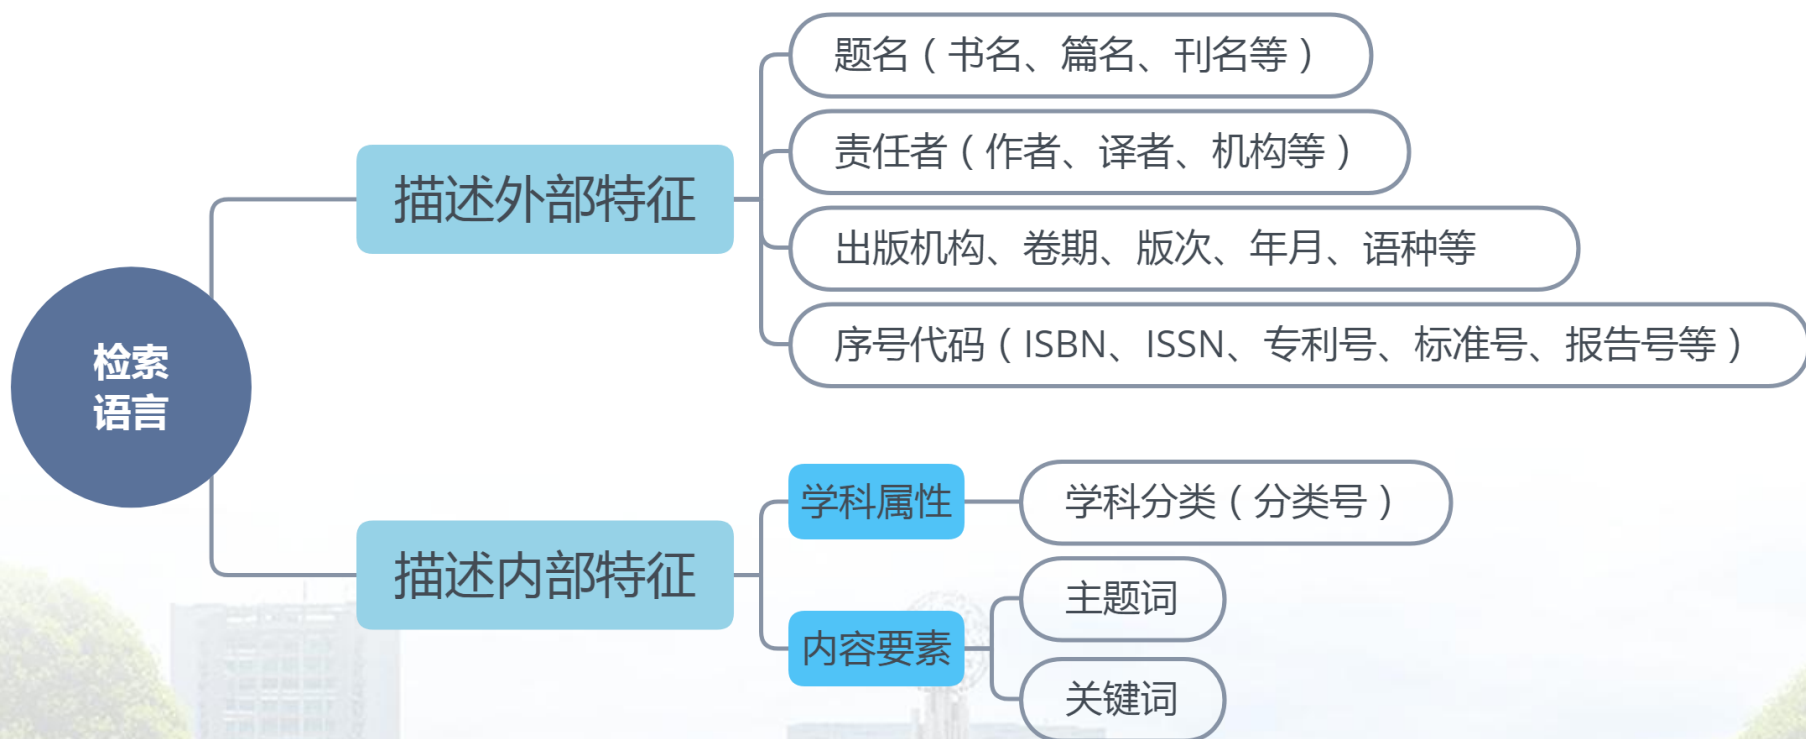 检索
语言
描述外部特征
题名（书名、篇名、刊名等）
责任者（作者、译者、机构等）
出版机构、卷期、版次、年月、语种等
序号代码（ISBN、ISSN、专利号、标准号、报告号等）
描述内部特征
学科属性
学科分类（分类号）
内容要素
主题词
关键词